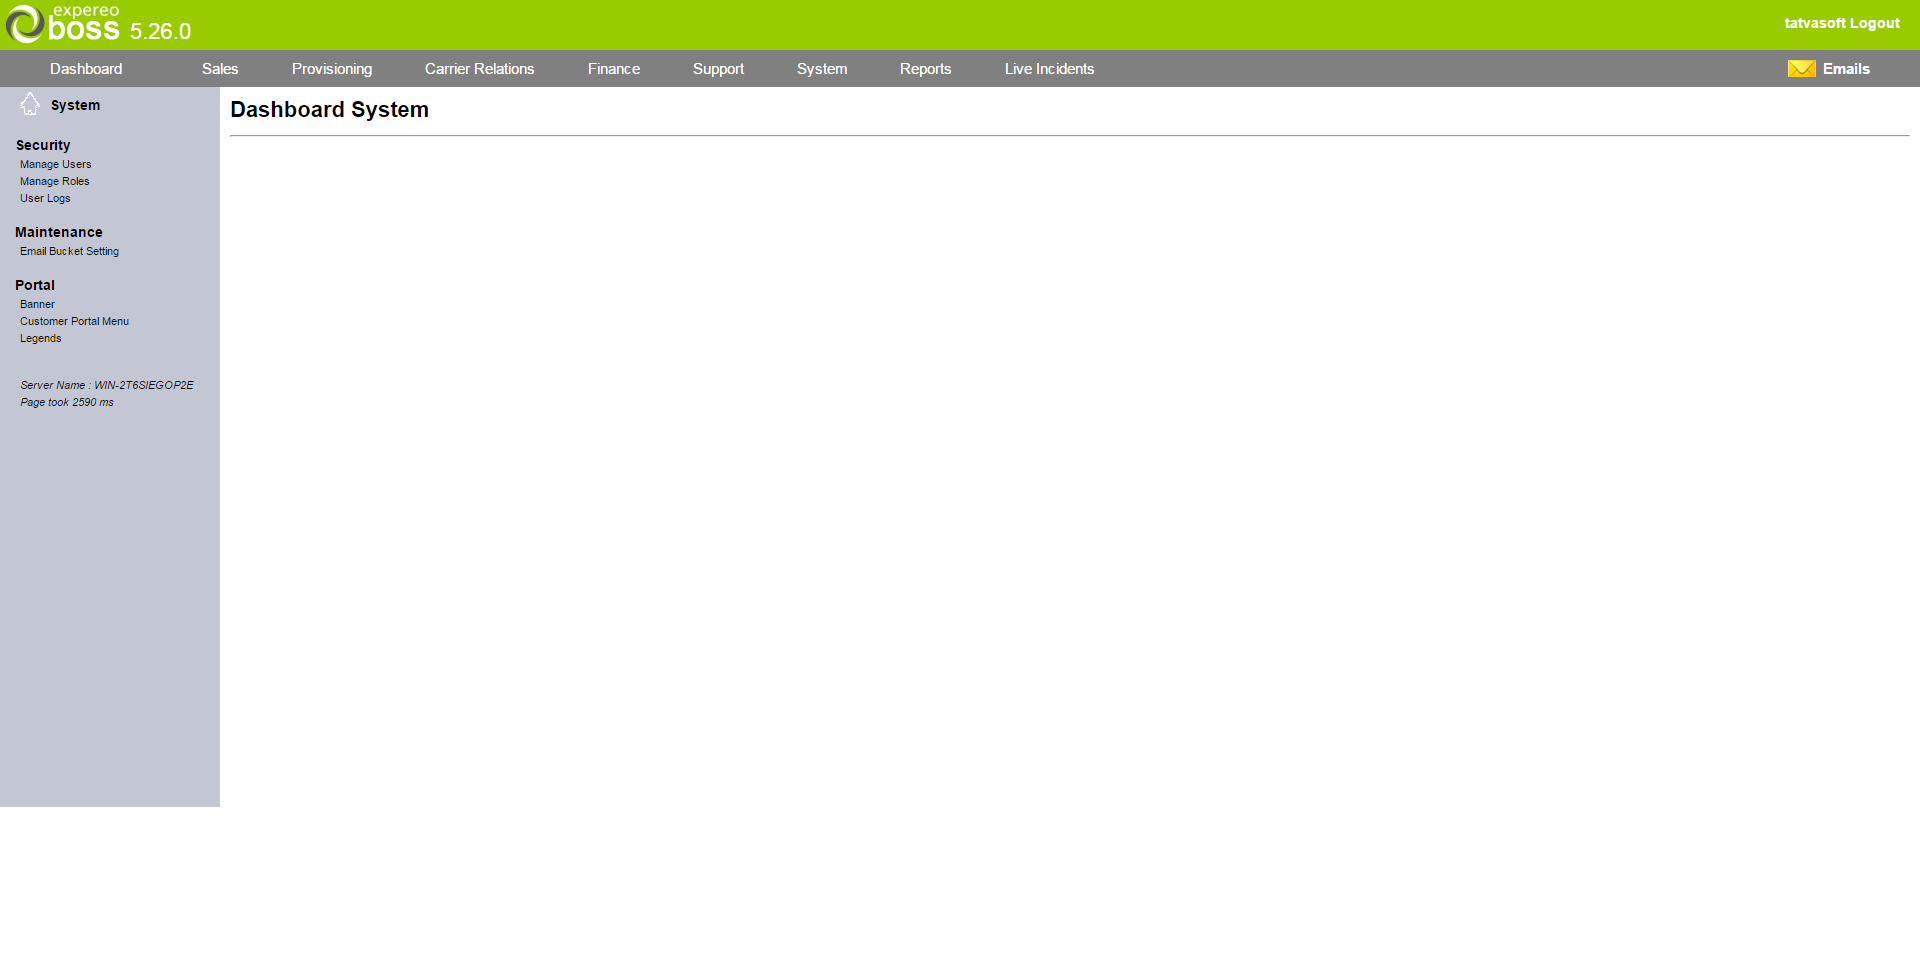 expereo
boss 5.26.0
tatvasoft Logout
Dashboard Sales Provisioning Carrier Relations Finance Support System Reports Live Incidents Emails
System
Dashboard System
Security
Manage Users
Manage Roles
User Logs
Maintenance
Email Bucket Setting
Portal
Banner
Customer Portal Menu
Legends
Server Name : WIN-2T6SIEGOP2E
Page took 2590 ms